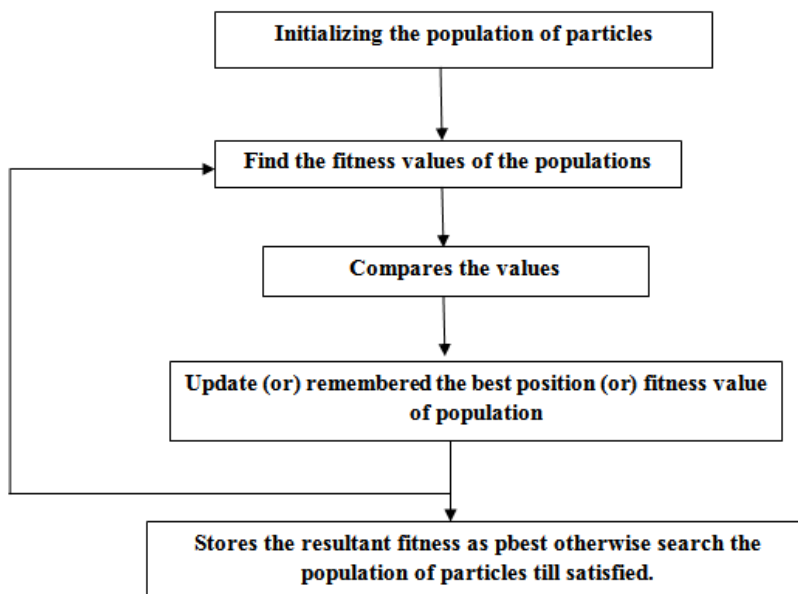 Initializing the population of particles
Find the fitness values of the populations
Compares the values
Update (or) remembered the best position (or) fitness value
of population
Stores the resultant fitness as pbest otherwise search the
population of particles till satisfied.